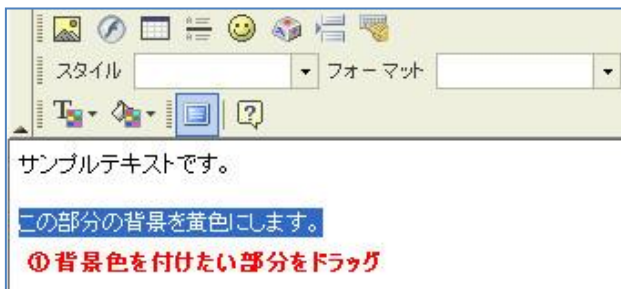 スタイル フォーマット
サンプルテキストです。
この部分の背景を黄色にします。
①背景色を付けたい部分をドラッグ